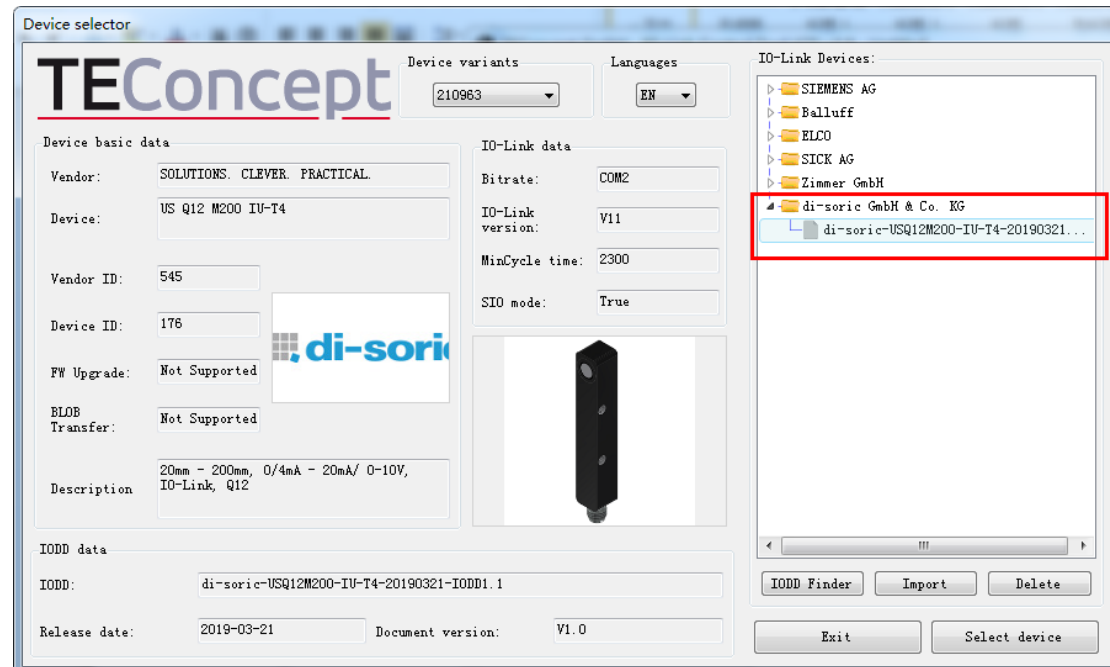 Device selector
TEConcept
Device variants
210963
Languages
EN
Device basic data
Vendor:
SOLUTIONS. CLEVER. PRACTICAL.
Device:
US Q12 M200 IU-T4
Vendor ID:
545
Device ID:
176
FW Upgrade:
Not Supported
BLOB
Transfer:
Not Supported
Description
20mm - 200mm, 0/4mA - 20mA/ 0-10V,
IO-Link, Q12
di-soric
IO-Link data
Bitrate:
COM2
IO-Link
version:
V11
MinCycle time:
2300
SIO mode:
True
IODD data
IODD:
di-soric-USQ12M200-IU-T4-20190321-IODD1.1
Release date:
2019-03-21
Document version:
V1.0
IO-Link Devices:
SIEMENS AG
Balluff
ELCO
SICK AG
Zimmer GmbH
di-soric GmbH & Co. KG
di-soric-USQ12M200-IU-T4-20190321...
IODD Finder
Import
Delete
Exit
Select device